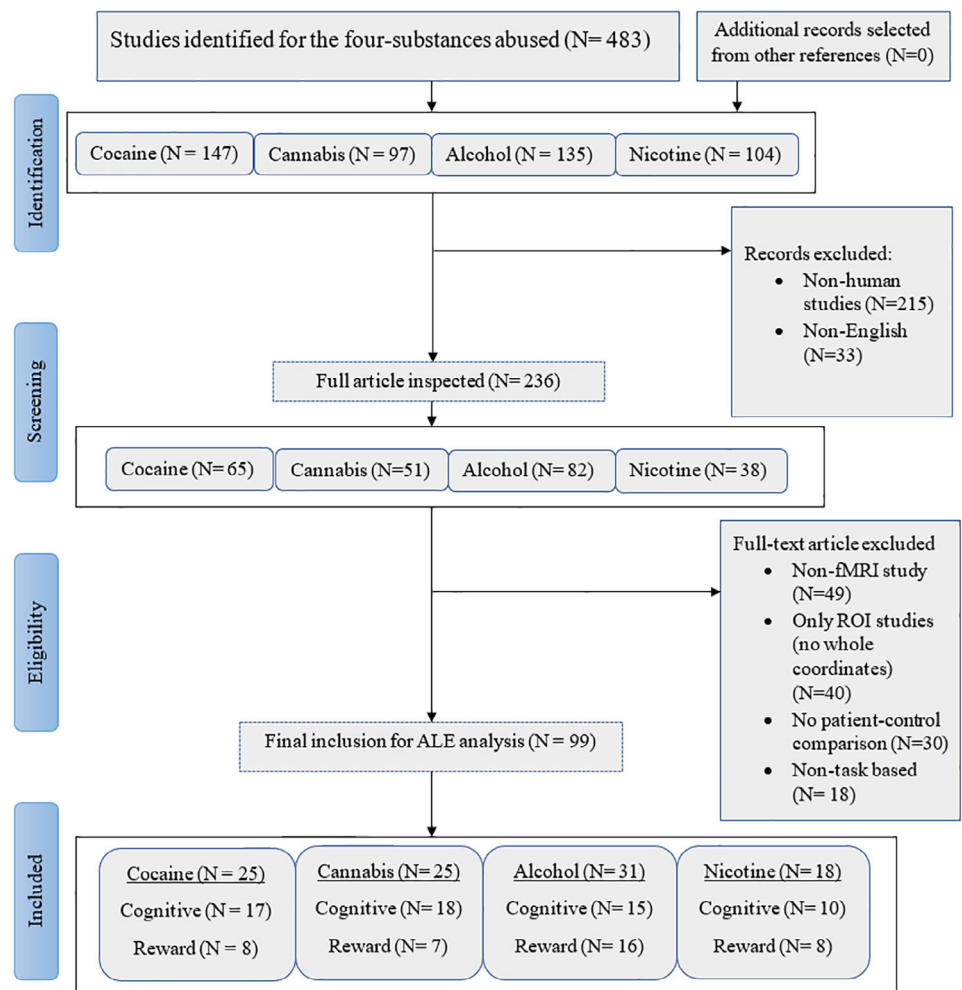 Studies identified for the four-substances abused (N= 483)
Additional records selected
from other references (N=0)
Identification
Cocaine (N = 147)
Cannabis (N = 97)
Alcohol (N = 135)
Nicotine (N = 104)
Records excluded:
• Non-human
studies (N=215)
• Non-English
(N=33)
Screening
Full article inspected (N= 236)
Cocaine (N= 65)
Cannabis (N=51)
Alcohol (N= 82)
Nicotine (N= 38)
Full-text article excluded
• Non-fMRI study
(N=49)
• Only ROI studies
(no whole
coordinates)
(N=40)
• No patient-control
comparison (N=30)
• Non-task based
(N= 18)
Eligibility
Final inclusion for ALE analysis (N = 99)
Included
Cocaine (N = 25)
Cognitive (N = 17)
Reward (N = 8)
Cannabis (N = 25)
Cognitive (N = 18)
Reward (N= 7)
Alcohol (N = 31)
Cognitive (N = 15)
Reward (N = 16)
Nicotine (N = 18)
Cognitive (N = 10)
Reward (N = 8)